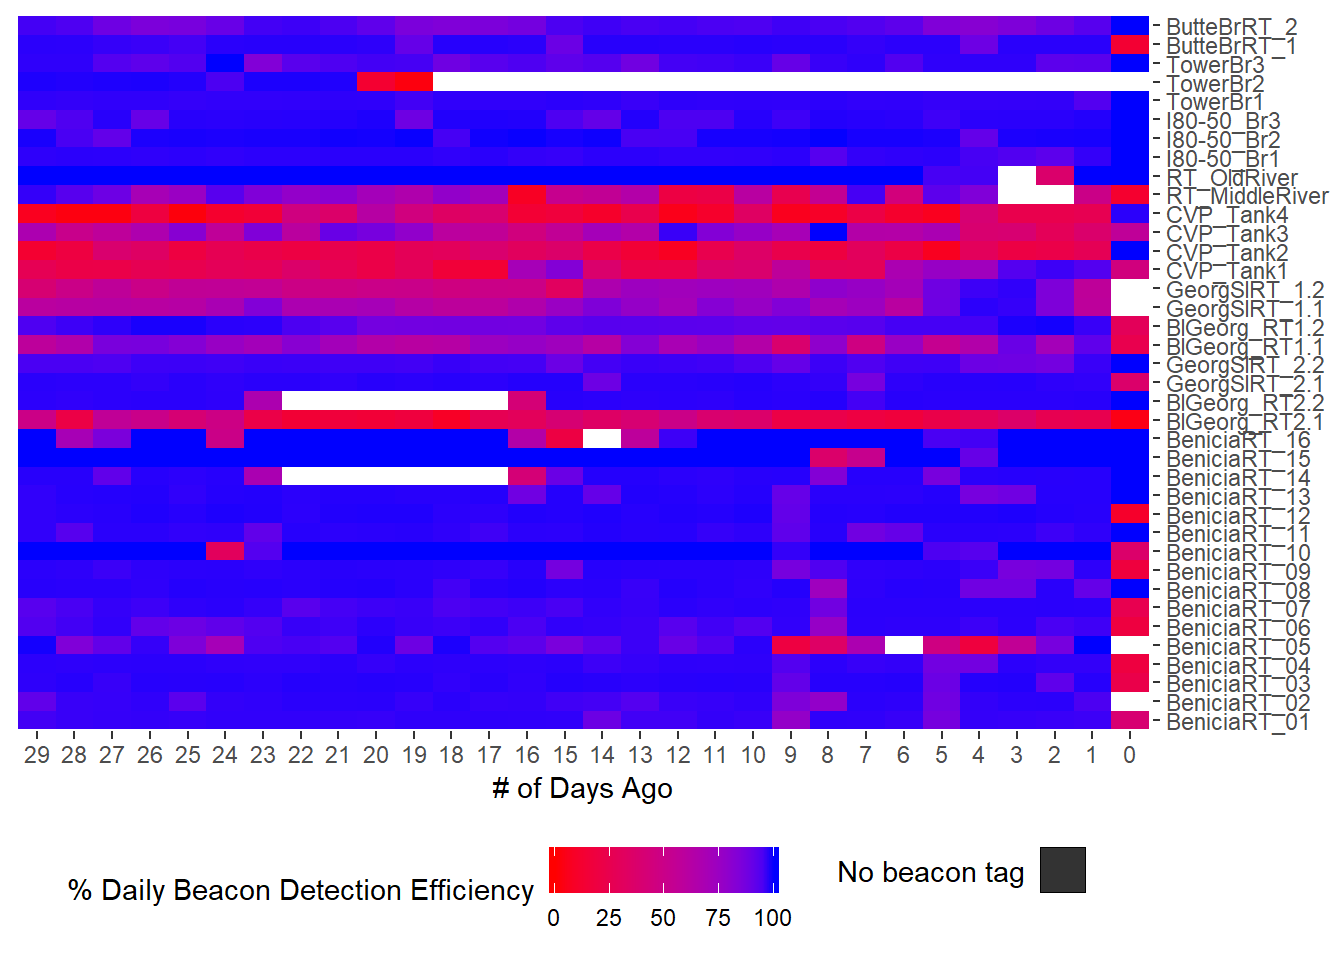 ButteBrRT_2
ButteBrRT_1
TowerBr3
TowerBr2
TowerBr1
I80-50_Br3
I80-50_Br2
I80-50_Br1
RT_OldRiver
RT_MiddleRiver
CVP_Tank4
CVP_Tank3
CVP_Tank2
CVP_Tank1
GeorgSlRT_1.2
GeorgSlRT_1.1
BlGeorg_RT1.2
BlGeorg_RT1.1
GeorgSlRT_2.2
GeorgSlRT_2.1
BlGeorg_RT2.2
BlGeorg_RT2.1
BeniciaRT_16
BeniciaRT_15
BeniciaRT_14
BeniciaRT_13
BeniciaRT_12
BeniciaRT_11
BeniciaRT_10
BeniciaRT_09
BeniciaRT_08
BeniciaRT_07
BeniciaRT_06
BeniciaRT_05
BeniciaRT_04
BeniciaRT_03
BeniciaRT_02
BeniciaRT_01
29 28 27 26 25 24 23 22 21 20 19 18 17 16 15 14 13 12 11 10 9 8 7 6 5 4 3 2 1 0
# of Days Ago
% Daily Beacon Detection Efficiency
0 25 50 75 100
No beacon tag